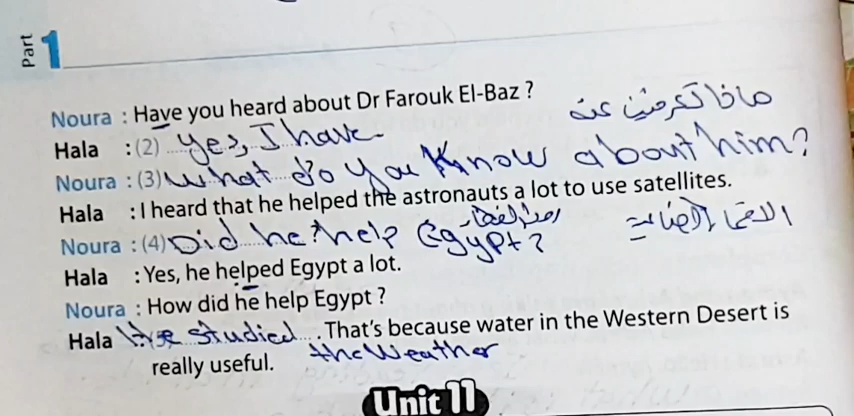 Part 1
Noura : Have you heard about Dr Farouk El-Baz ?
ماذا تعرفين عنه
Hala : (2) yes, I have
Noura : (3) What do you Know about him?
Hala : I heard that he helped the astronauts a lot to use satellites.
Noura : (4) Did he help Egypt?
Hala : Yes, he helped Egypt a lot.
Noura : How did he help Egypt ?
Hala He studied . That's because water in the Western Desert is
the Weather
really useful.
Unit 11